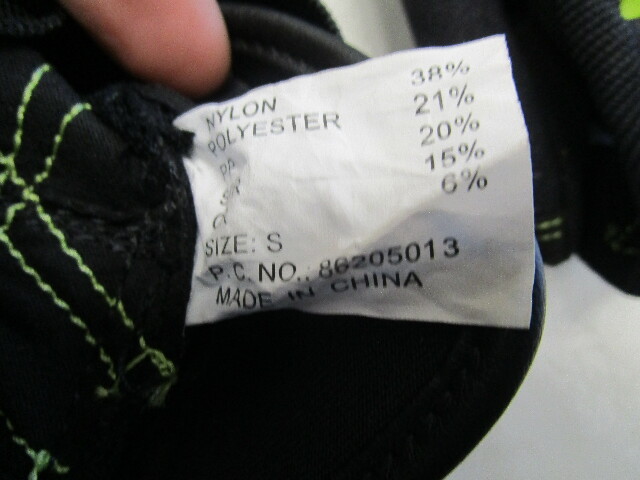 NYLON 38%
POLYESTER 21%
20%
15%
6%
SIZE: S
P.C. NO.: 86205013
MADE IN CHINA